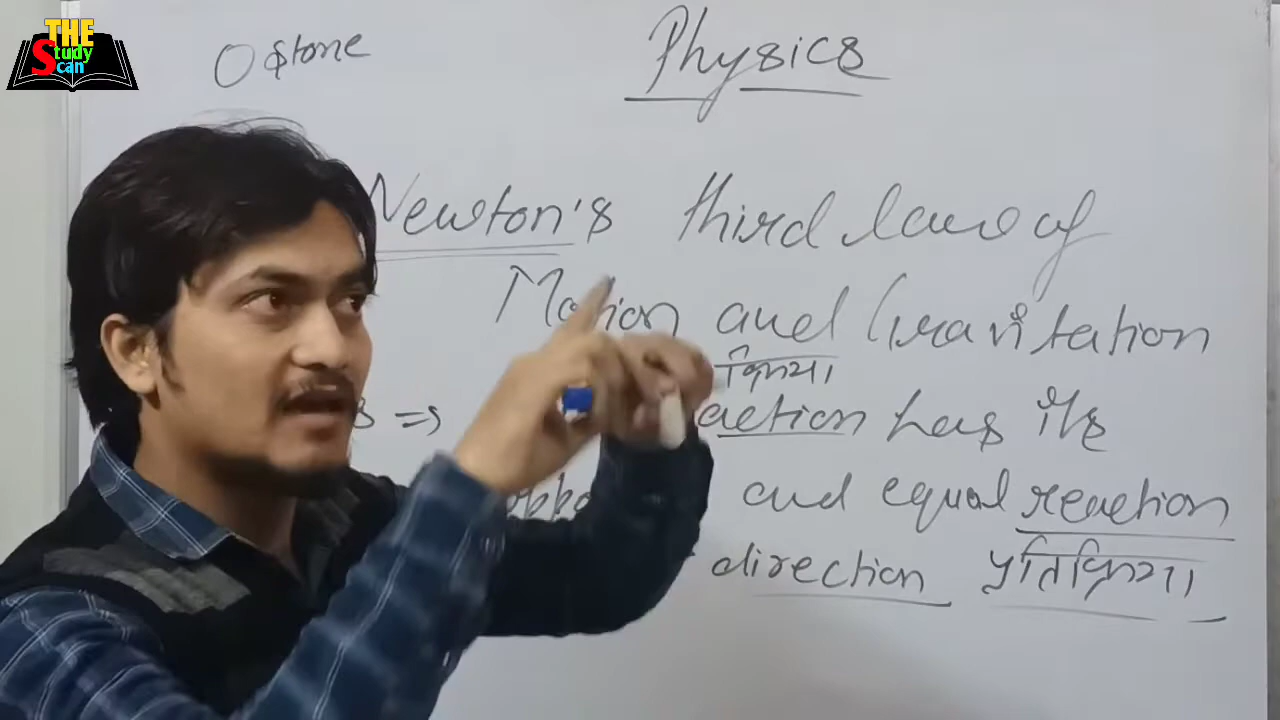 THE
Study
Scan
O stone
Physics
Newton's third law of
Motion and Gravitation
क्रिया
=> action has its
and equal reaction
direction प्रतिक्रिया